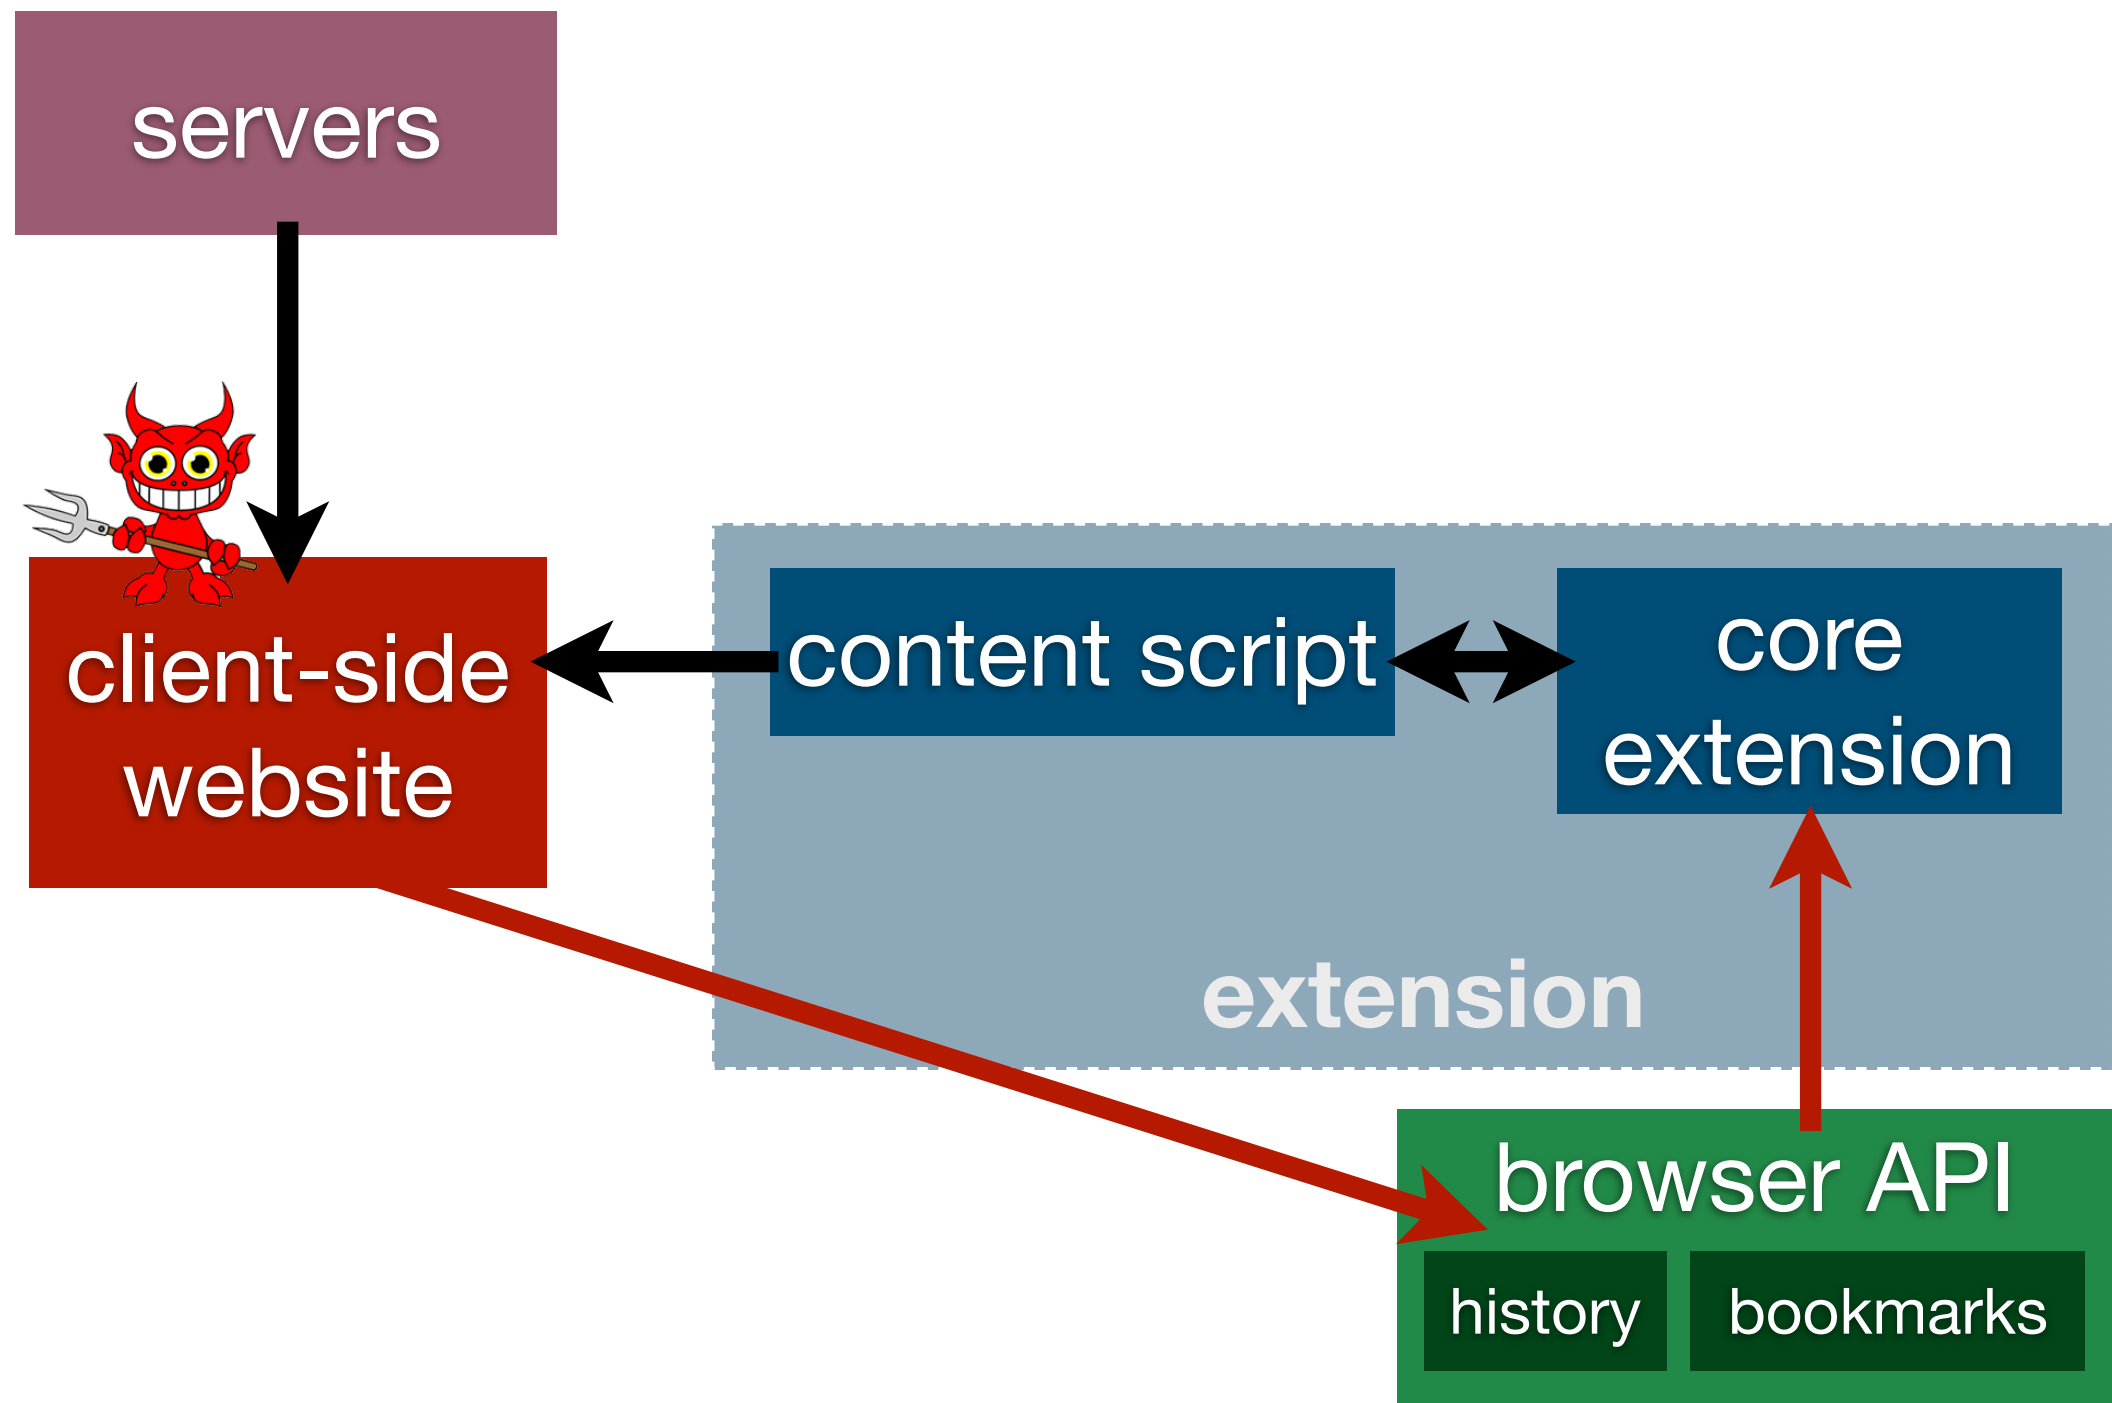 servers
client-side
website
content script
core
extension
extension
browser API
history
bookmarks